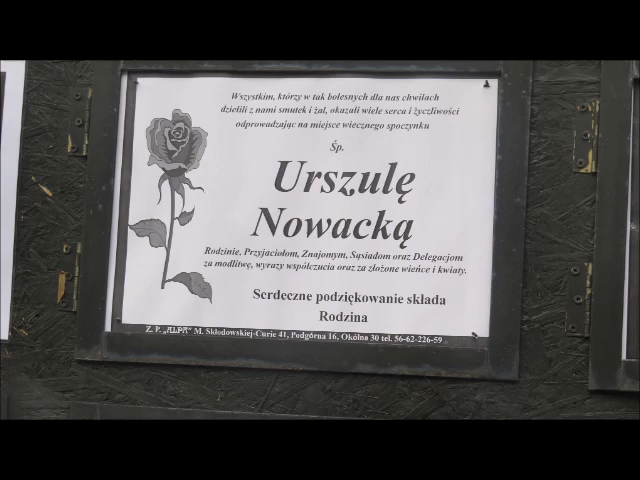 Wszystkim, którzy w tak bolesnych dla nas chwilach
dzielili z nami smutek i żal, okazali wiele serca i życzliwości
odprowadzając na miejsce wiecznego spoczynku
Śp.
Urszulę
Nowacką
Rodzinie, Przyjaciołom, Znajomym, Sąsiadom oraz Delegacjom
za modlitwę, wyrazy współczucia oraz za złożone wieńce i kwiaty.
Serdeczne podziękowanie składa
Rodzina
Z. P. „ALFA" M. Skłodowskiej-Curie 41, Podgórna 16, Okólna 30 tel. 56-62-226-59